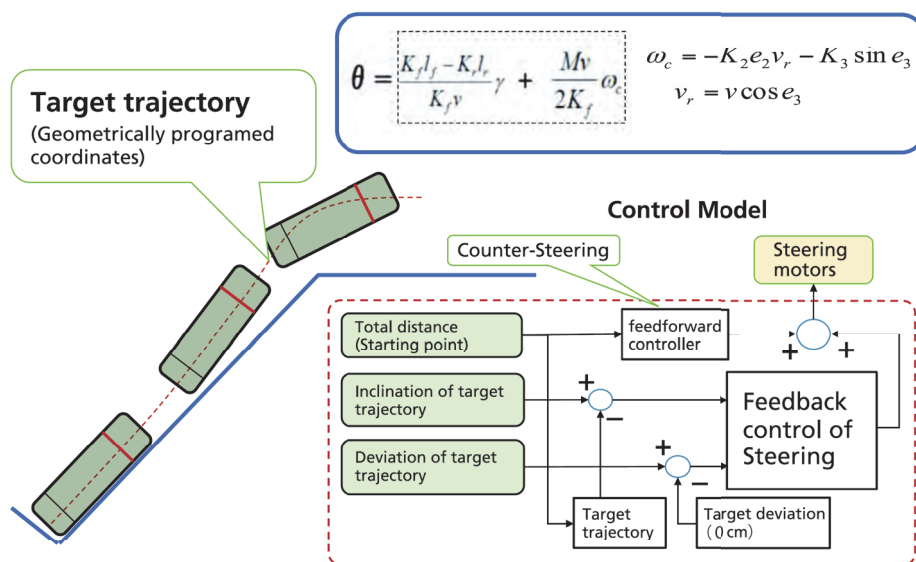 θ = \frac{K_f l_f - K_r l_r}{K_f v} γ + \frac{Mv}{2K_f} ω_c
ω_c = -K_2 e_2 v_r - K_3 sin e_3
v_r = v cos e_3
Target trajectory
(Geometrically programed
coordinates)
Control Model
Counter-Steering
Steering
motors
Total distance
(Starting point)
feedforward
controller
+
+
Inclination of target
trajectory
+
−
Feedback
control of
Steering
Deviation of target
trajectory
+
−
Target
trajectory
Target deviation
(0 cm)